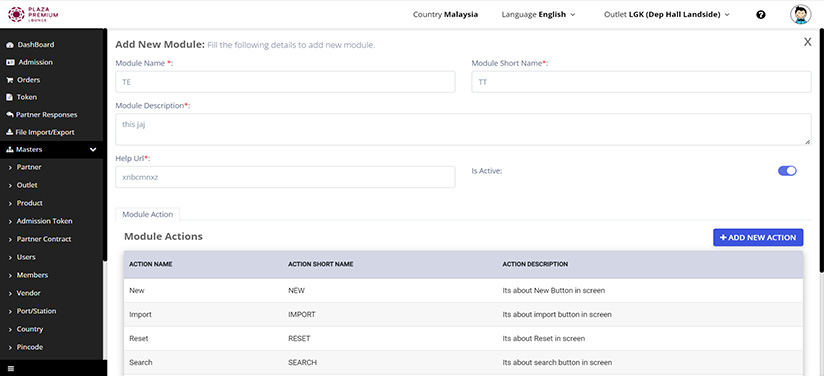 PLAZA
PREMIUM
LOUNGE
Country Malaysia
Language English
Outlet LGK (Dep Hall Landside)
?
DashBoard
Admission
Orders
Token
Partner Responses
File Import/Export
Masters
Partner
Outlet
Product
Admission Token
Partner Contract
Users
Members
Vendor
Port/Station
Country
Pincode
Add New Module: Fill the following details to add new module.
X
Module Name *:
Module Short Name*:
TE
TT
Module Description*:
this jaj
Help Url*:
Is Active:
xnbcmnxz
Module Action
Module Actions
+ ADD NEW ACTION
ACTION NAME ACTION SHORT NAME ACTION DESCRIPTION
New NEW Its about New Button in screen
Import IMPORT Its about import button in screen
Reset RESET Its about Reset in screen
Search SEARCH Its about search button in screen